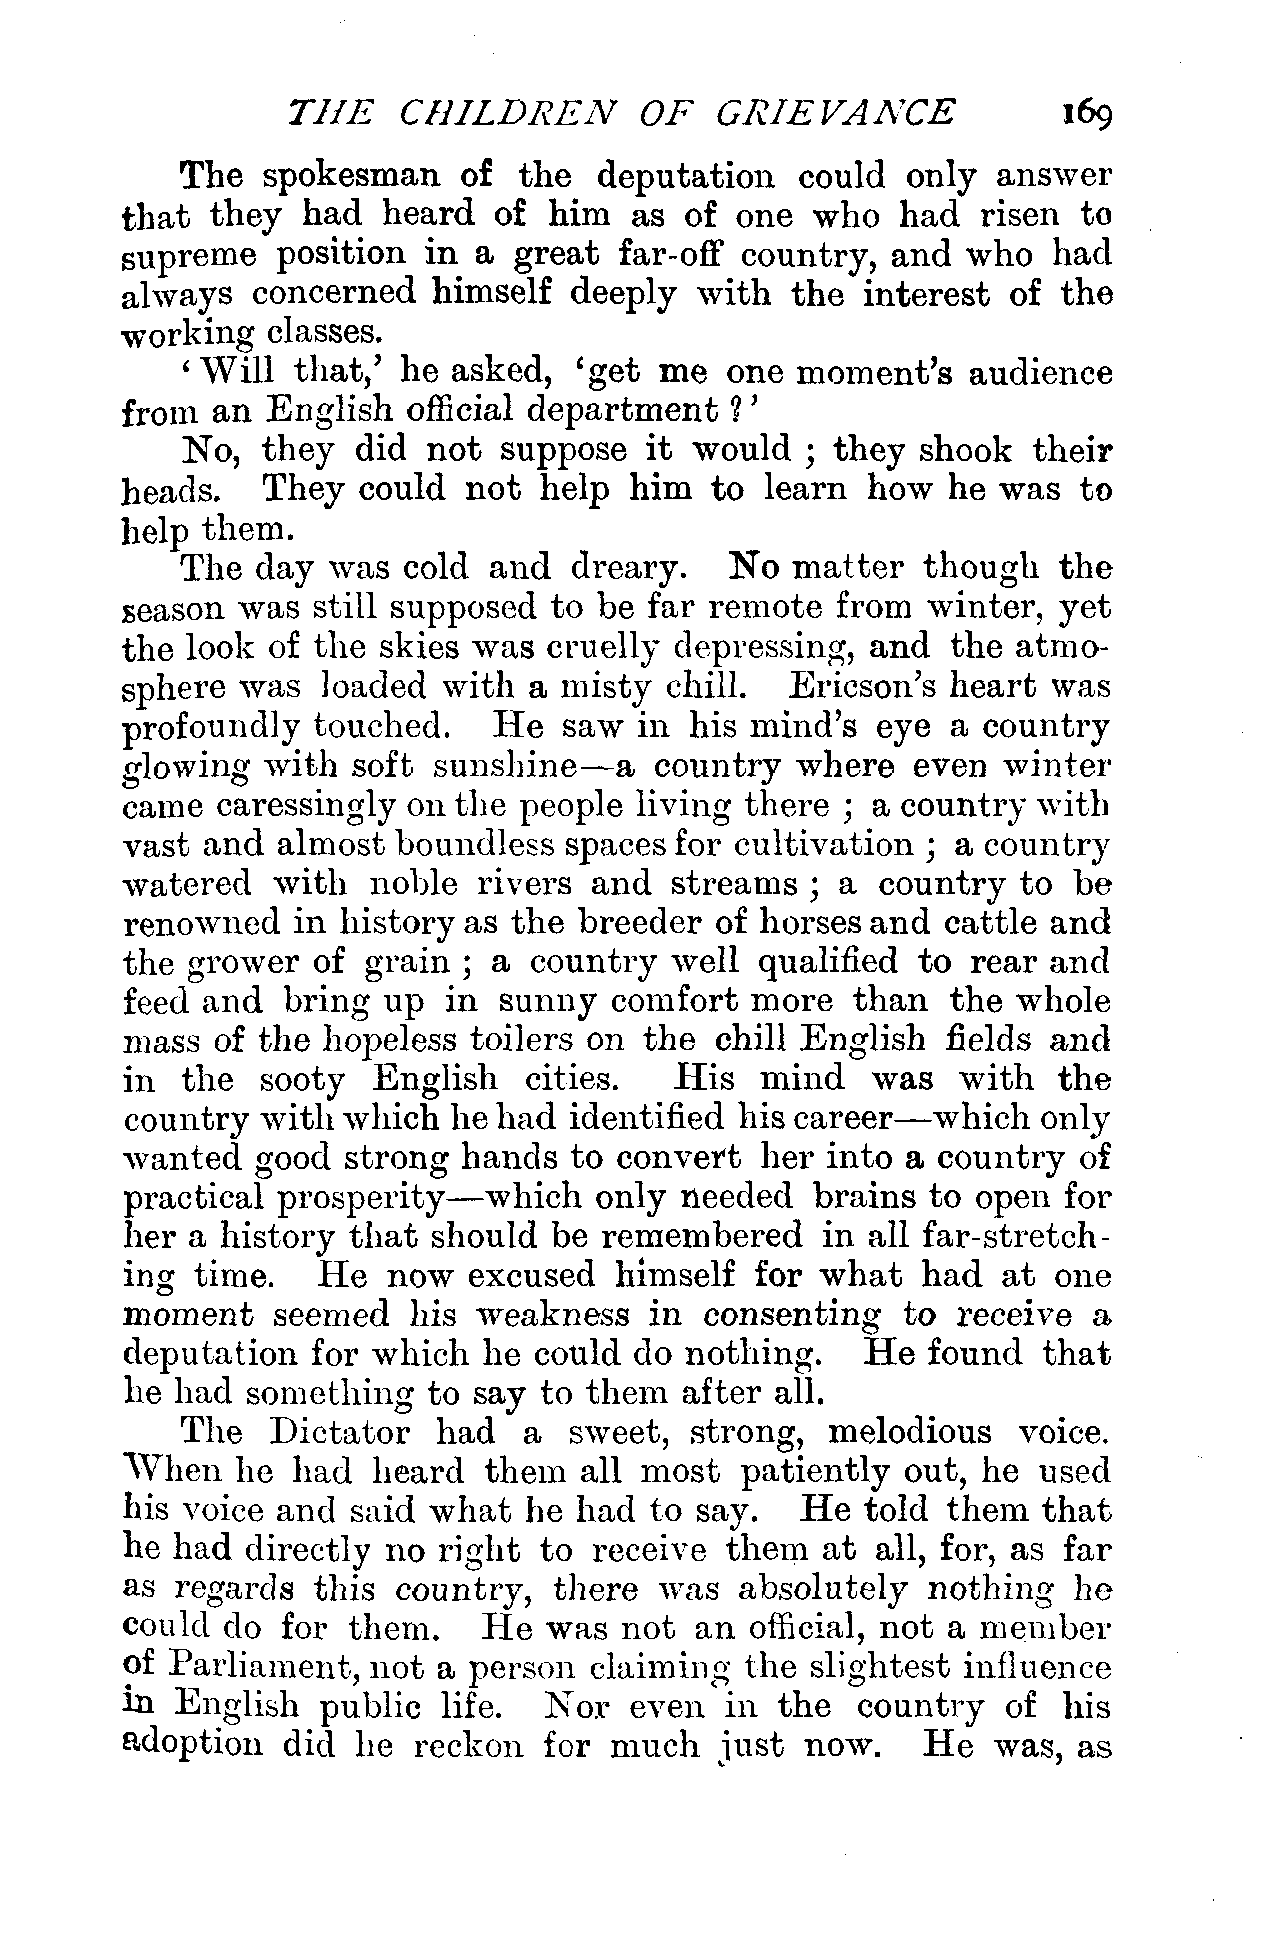 THE CHILDREN OF GRIEVANCE 169
The spokesman of the deputation could only answer
that they had heard of him as of one who had risen to
supreme position in a great far-off country, and who had
always concerned himself deeply with the interest of the
working classes.
‘Will that,’ he asked, ‘get me one moment’s audience
from an English official department ?’
No, they did not suppose it would ; they shook their
heads. They could not help him to learn how he was to
help them.
The day was cold and dreary. No matter though the
season was still supposed to be far remote from winter, yet
the look of the skies was cruelly depressing, and the atmo-
sphere was loaded with a misty chill. Ericson’s heart was
profoundly touched. He saw in his mind’s eye a country
glowing with soft sunshine—a country where even winter
came caressingly on the people living there ; a country with
vast and almost boundless spaces for cultivation ; a country
watered with noble rivers and streams ; a country to be
renowned in history as the breeder of horses and cattle and
the grower of grain ; a country well qualified to rear and
feed and bring up in sunny comfort more than the whole
mass of the hopeless toilers on the chill English fields and
in the sooty English cities. His mind was with the
country with which he had identified his career—which only
wanted good strong hands to convert her into a country of
practical prosperity—which only needed brains to open for
her a history that should be remembered in all far-stretch-
ing time. He now excused himself for what had at one
moment seemed his weakness in consenting to receive a
deputation for which he could do nothing. He found that
he had something to say to them after all.
The Dictator had a sweet, strong, melodious voice.
When he had heard them all most patiently out, he used
his voice and said what he had to say. He told them that
he had directly no right to receive them at all, for, as far
as regards this country, there was absolutely nothing he
could do for them. He was not an official, not a member
of Parliament, not a person claiming the slightest influence
in English public life. Nor even in the country of his
adoption did he reckon for much just now. He was, as